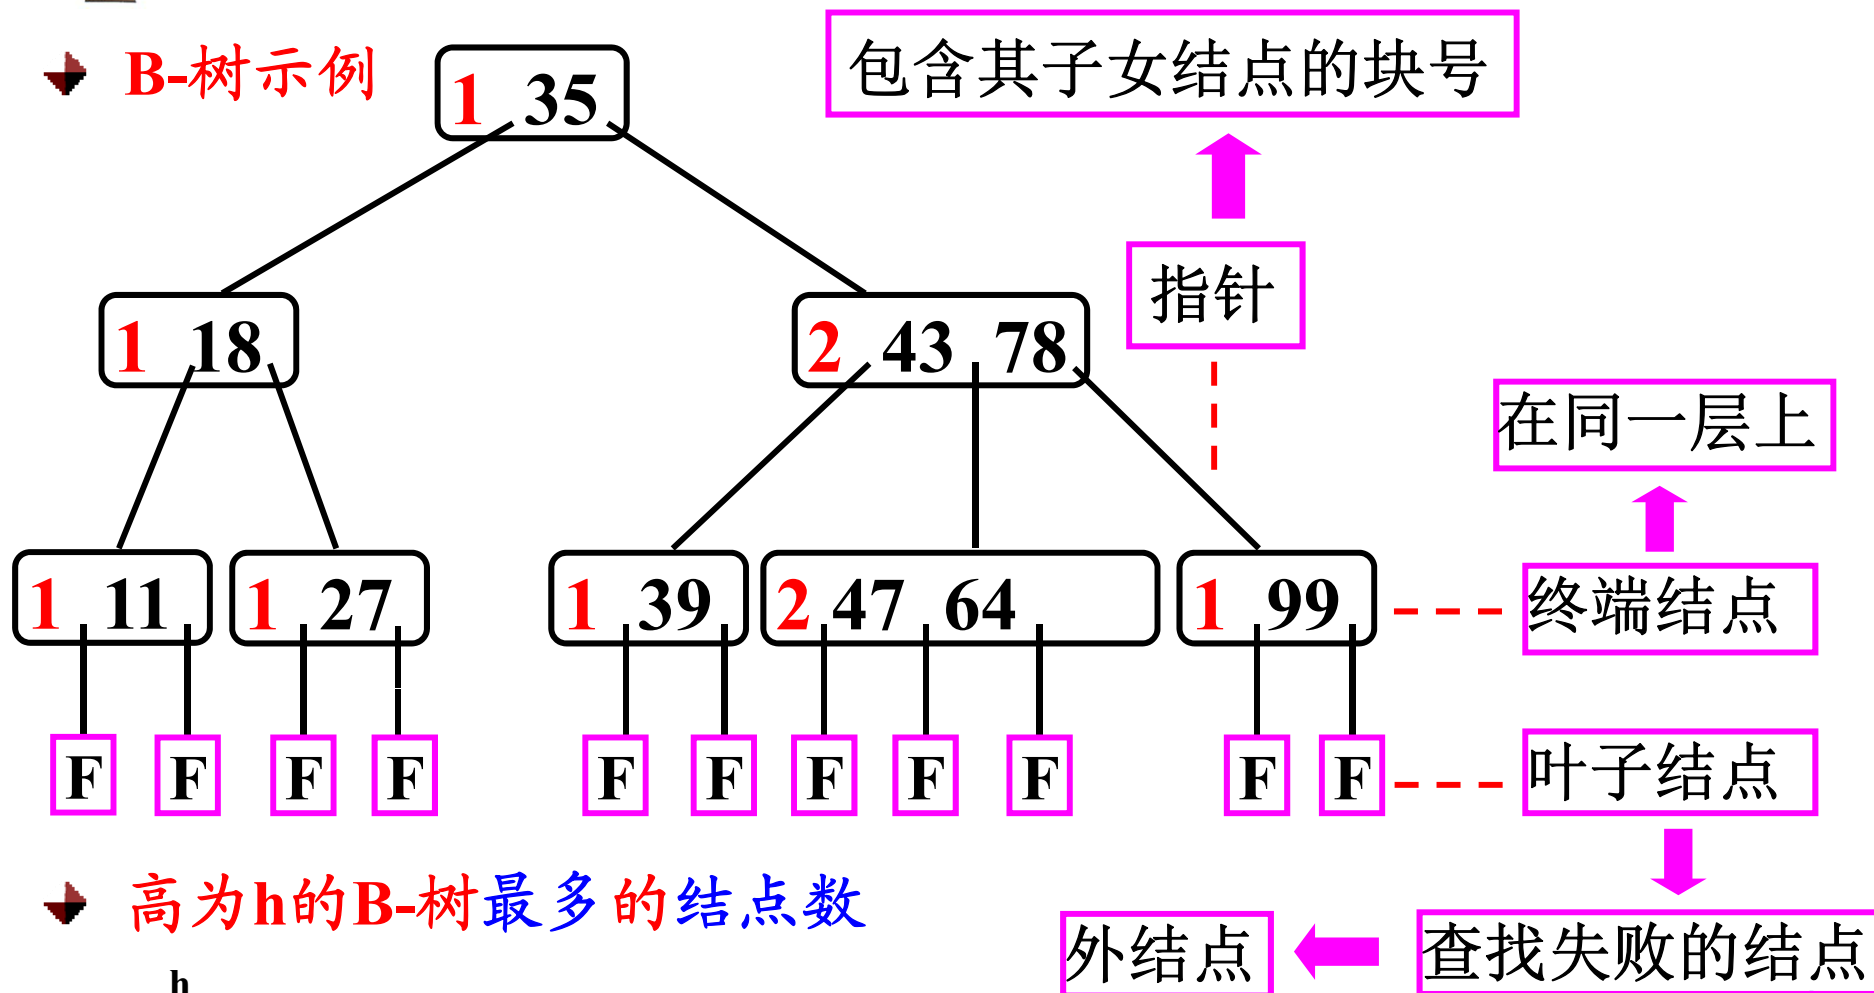 B-树示例
1 35
包含其子女结点的块号
指针
1 18
2 43 78
在同一层上
1 11
1 27
1 39
2 47 64
1 99
终端结点
F F F F F F F F F F F
叶子结点
高为h的B-树最多的结点数
外结点
查找失败的结点
h